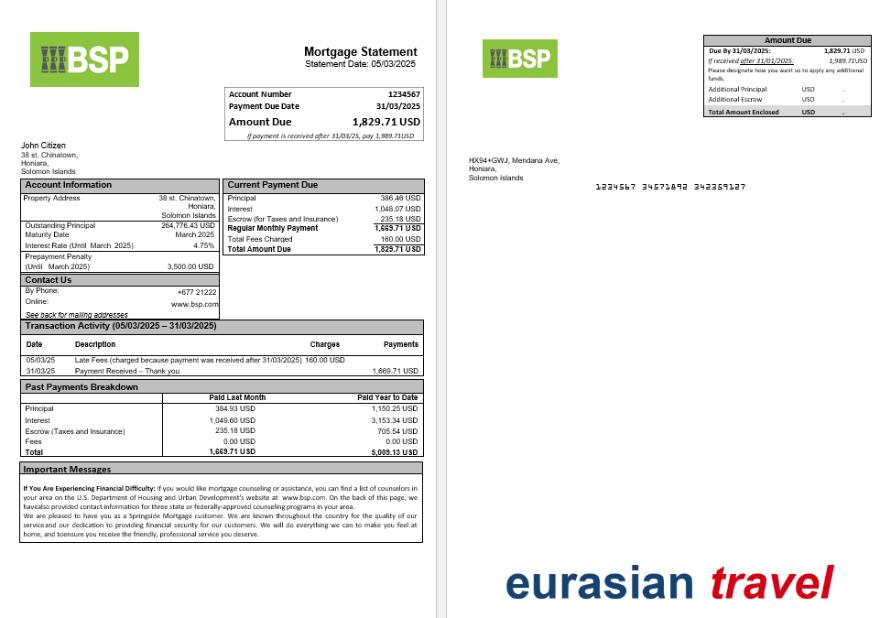 BSP
Mortgage Statement
Statement Date: 05/03/2025
Account Number 1234567
Payment Due Date 31/03/2025
Amount Due 1,829.71 USD
If payment is received after 31/03/25, pay 1,989.71USD
John Citizen
38 st. Chinatown,
Honiara,
Solomon Islands
Account Information
Property Address 38 st. Chinatown,
Honiara,
Solomon Islands
Outstanding Principal 264,776.43 USD
Maturity Date March 2025
Interest Rate (Until March 2025) 4.75%
Prepayment Penalty
(Until March 2025) 3,500.00 USD
Contact Us
By Phone: +677 21222
Online: www.bsp.com
See back for mailing addresses
Current Payment Due
Principal 386.46 USD
Interest 1,048.07 USD
Escrow (for Taxes and Insurance) 235.18 USD
Regular Monthly Payment 1,669.71 USD
Total Fees Charged 160.00 USD
Total Amount Due 1,829.71 USD
Transaction Activity (05/03/2025 – 31/03/2025)
Date Description Charges Payments
05/03/25 Late Fees (charged because payment was received after 31/03/2025) 160.00 USD
31/03/25 Payment Received – Thank you 1,669.71 USD
Past Payments Breakdown
Paid Last Month Paid Year to Date
Principal 384.93 USD 1,150.25 USD
Interest 1,049.60 USD 3,153.34 USD
Escrow (Taxes and Insurance) 235.18 USD 705.54 USD
Fees 0.00 USD 0.00 USD
Total 1,669.71 USD 5,009.13 USD
Important Messages
If You Are Experiencing Financial Difficulty: If you would like mortgage counseling or assistance, you can find a list of counselors in
your area on the U.S. Department of Housing and Urban Development's website at www.bsp.com. On the back of this page, we
havealso provided contact information for three state or federally-approved counseling programs in your area.
We are pleased to have you as a Springside Mortgage customer. We are known throughout the country for the quality of our
serviceand our dedication to providing financial security for our customers. We will do everything we can to make you feel at
home, and toensure you receive the friendly, professional service you deserve.
BSP
Amount Due
Due By 31/03/2025: 1,829.71 USD
If received after 31/01/2025: 1,989.71USD
Please designate how you want us to apply any additional
funds.
Additional Principal USD .
Additional Escrow USD .
Total Amount Enclosed USD .
HX94+GWJ, Mendana Ave,
Honiara,
Solomon Islands
1234567 34571892 342359127
eurasian travel